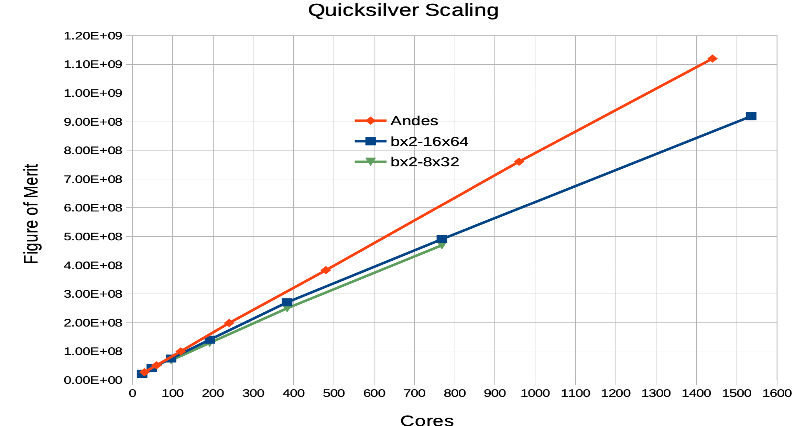 Quicksilver Scaling
1.20E+09
1.10E+09
1.00E+09
9.00E+08
8.00E+08
7.00E+08
6.00E+08
5.00E+08
4.00E+08
3.00E+08
2.00E+08
1.00E+08
0.00E+00
Figure of Merit
Andes
bx2-16x64
bx2-8x32
0 100 200 300 400 500 600 700 800 900 1000 1100 1200 1300 1400 1500 1600
Cores